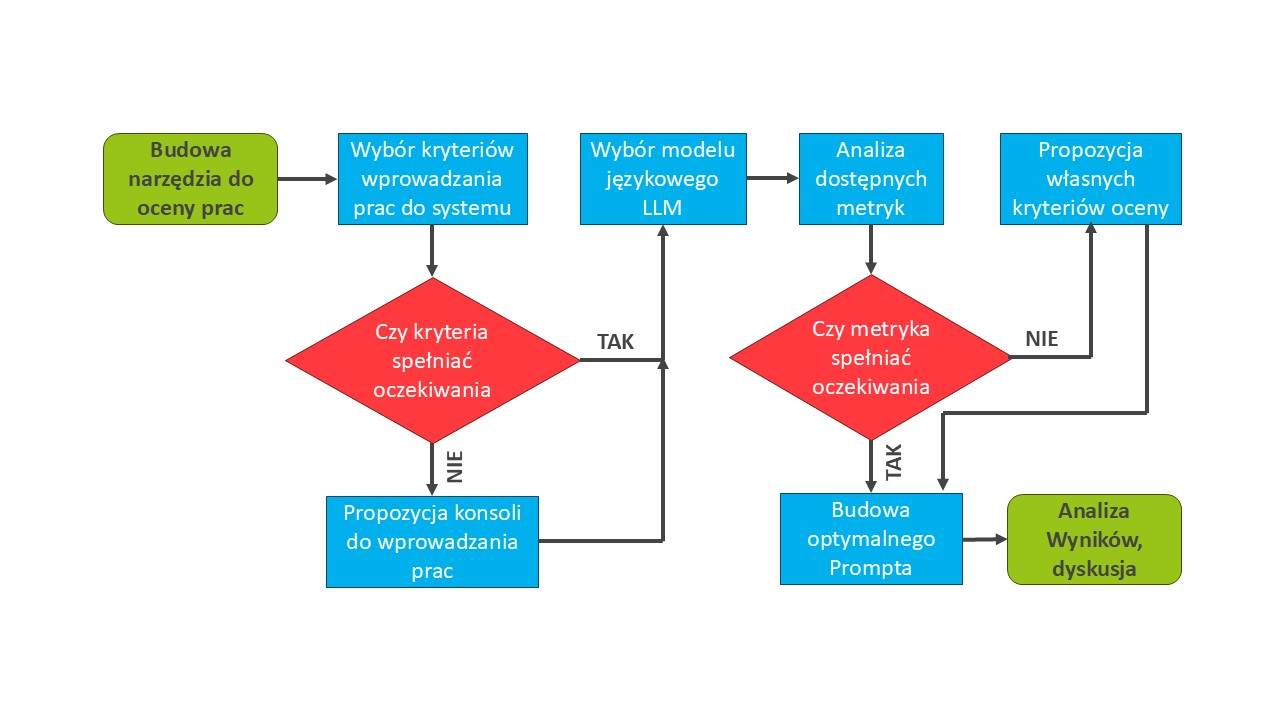 Budowa
narzędzia do
oceny prac
Wybór kryteriów
wprowadzania
prac do systemu
Wybór modelu
językowego
LLM
Analiza
dostępnych
metryk
Propozycja
własnych
kryteriów oceny
Czy kryteria
spełniać
oczekiwania
TAK
Czy metryka
spełniać
oczekiwania
NIE
NIE
TAK
Propozycja konsoli
do wprowadzania
prac
Budowa
optymalnego
Prompta
Analiza
Wyników,
dyskusja